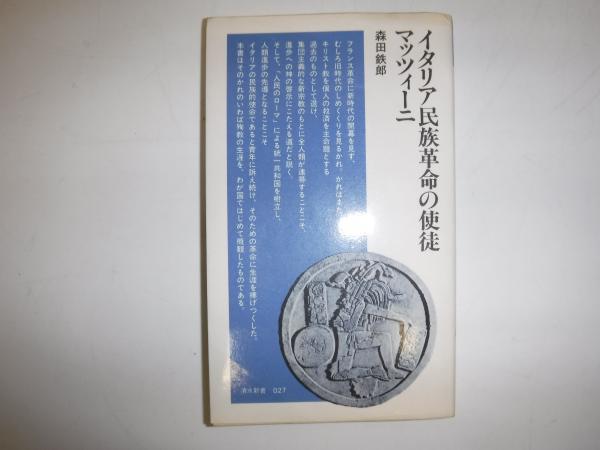 イタリア民族革命の使徒
マッツィーニ
森田鉄郎
フランス革命に新時代の開幕を見ず、
むしろ旧時代のしめくくりを見るかれ。かれはまた
キリスト教を個人の救済を主命題とする
過去のものとして退け、
集団主義的な新宗教のもとに全人類が連帯することこそ、
進歩への神の啓示にこたえる道だと説く。
そして、「人民のローマ」による統一共和国を樹立し、
人類進歩の先導となることこそ
イタリアの民族的使命であると青年に訴え続け、そのための革命に生涯を捧げつくした。
本書はそのかれのいわば殉教の生涯を、わが国ではじめて概観したものである。
清水新書 027